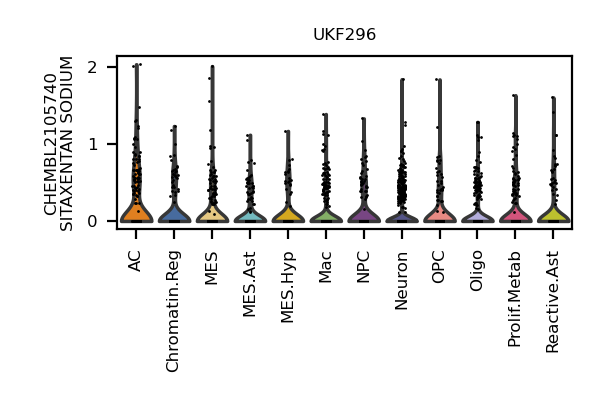 UKF296
CHEMBL2105740
SITAXENTAN SODIUM
2
1
0
AC
Chromatin.Reg
MES
MES.Ast
MES.Hyp
Mac
NPC
Neuron
OPC
Oligo
Prolif.Metab
Reactive.Ast